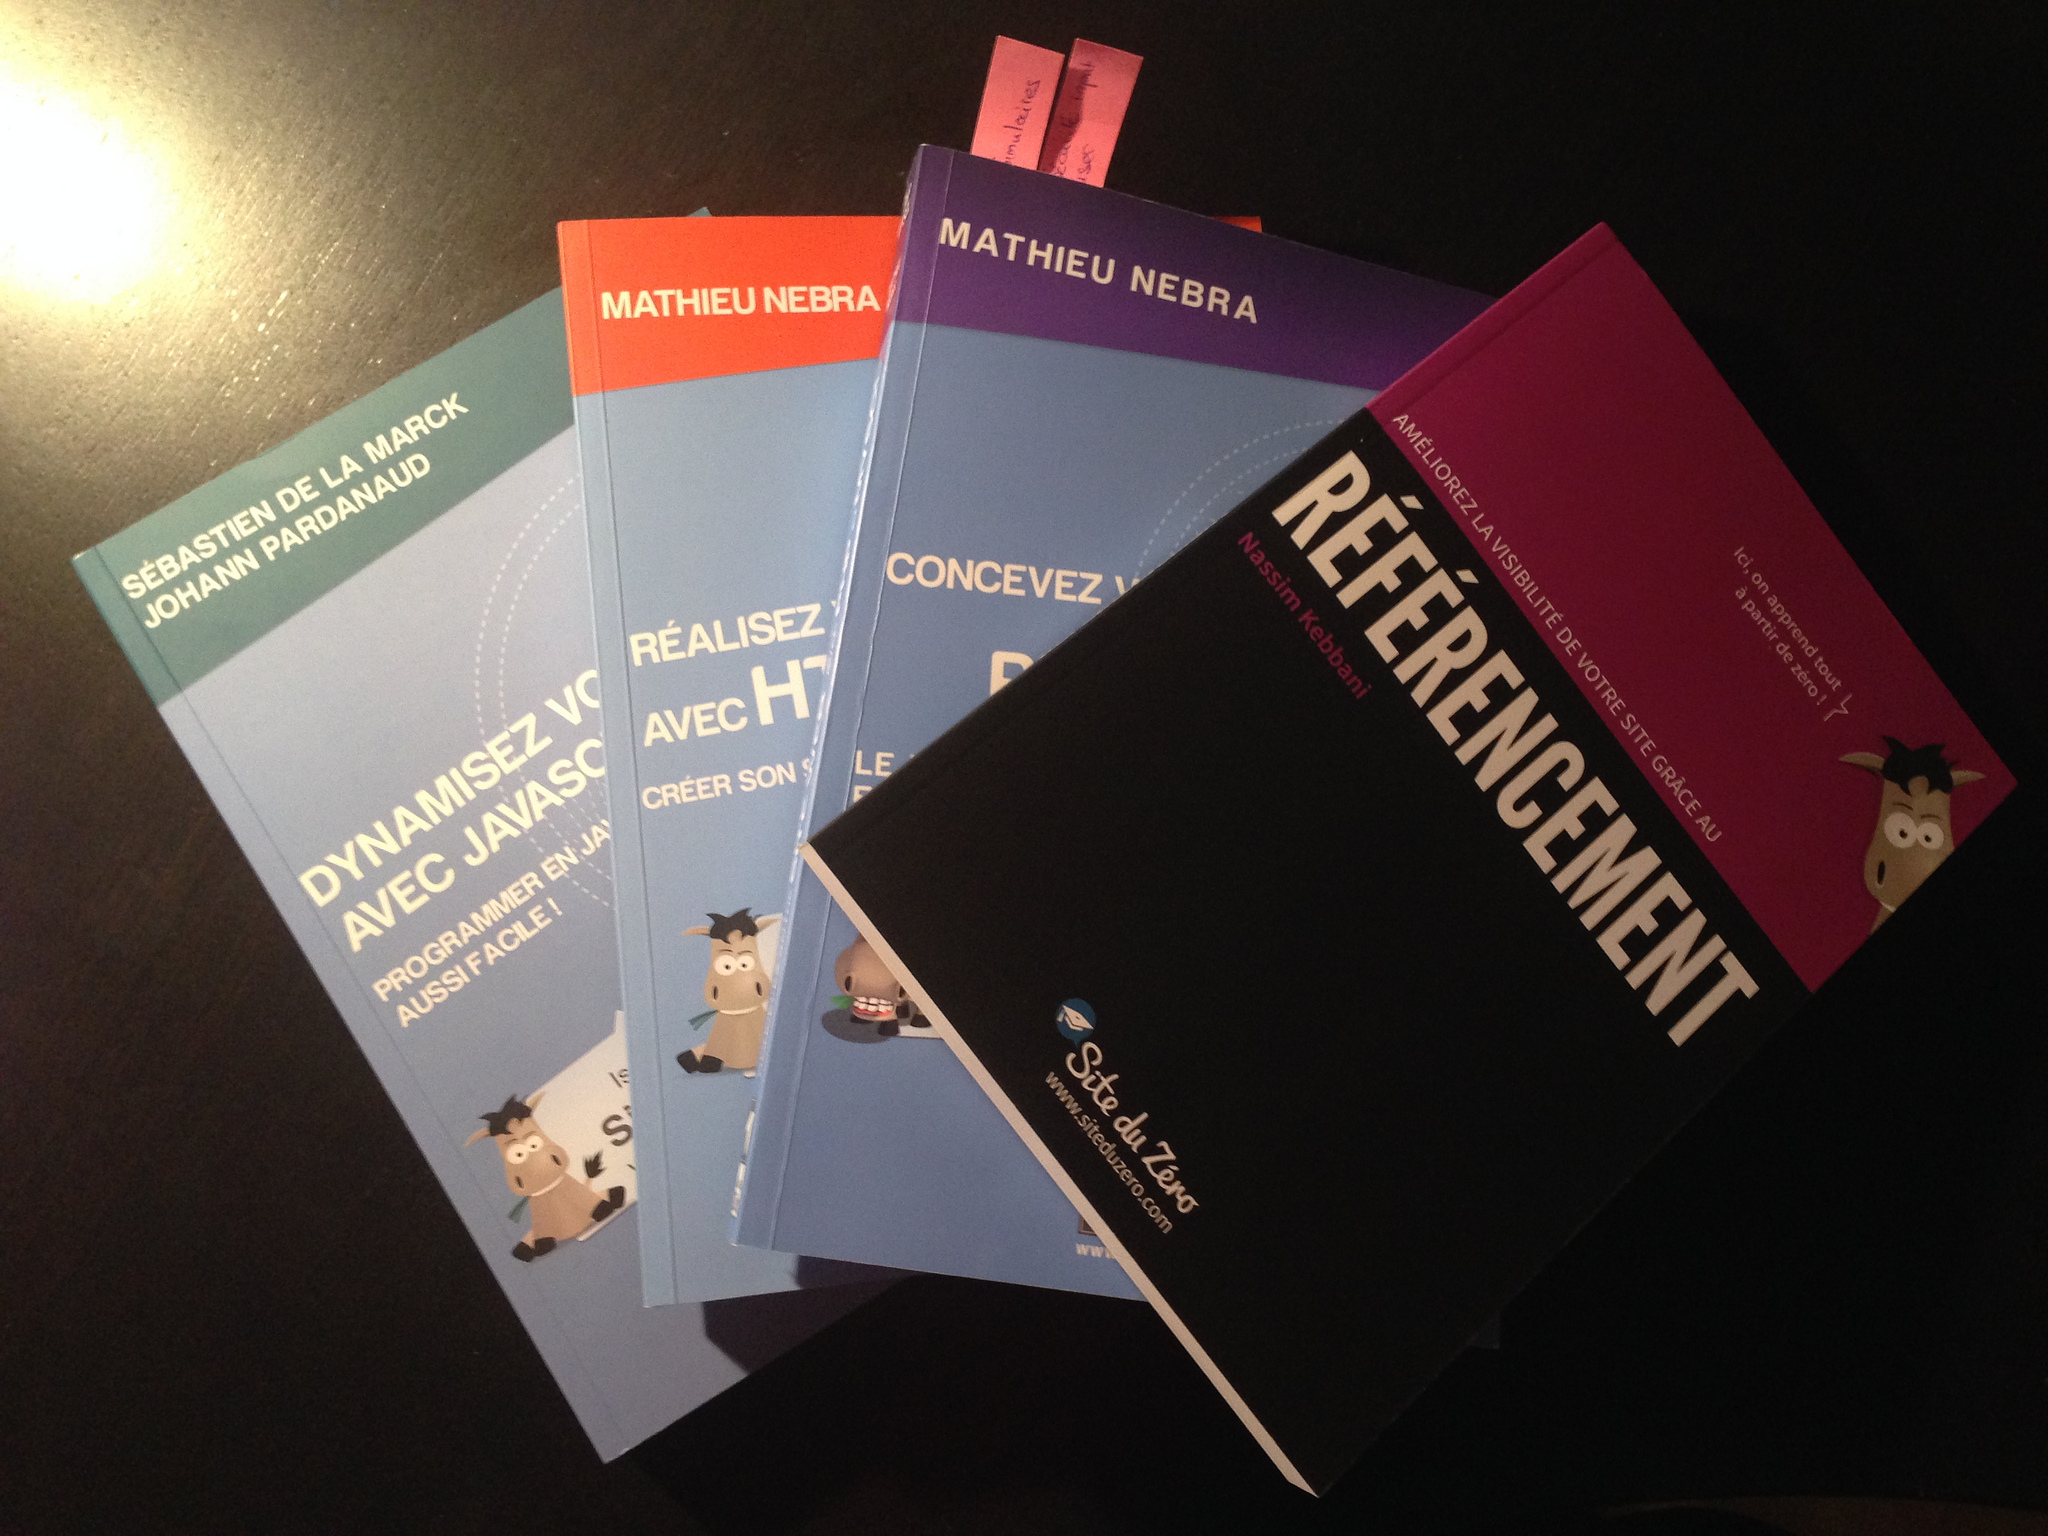 SÉBASTIEN DE LA MARCK
JOHANN PARDANAUD
DYNAMISEZ VO
AVEC JAVASC
PROGRAMMER EN JAV
AUSSI FACILE !
Is
S
MATHIEU NEBRA
RÉALISEZ
AVEC HT
CRÉER SON S
MATHIEU NEBRA
CONCEVEZ V
LE
www.
AMÉLIOREZ LA VISIBILITÉ DE VOTRE SITE GRÂCE AU
RÉFÉRENCEMENT
Nassim Kebbani
Ici, on apprend tout
à partir de zéro !
Site du Zéro
www.siteduzero.com